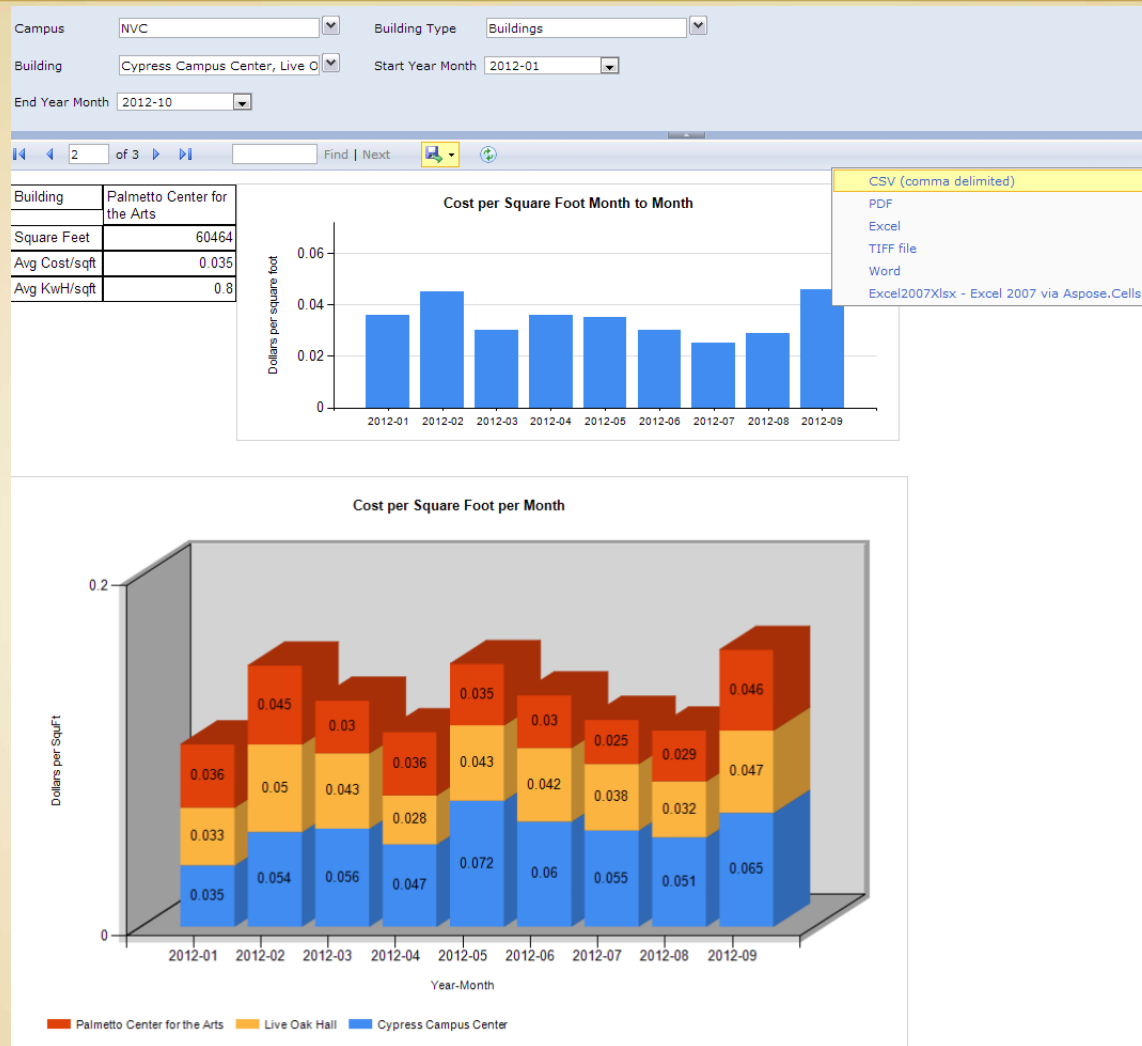 Campus NVC Building Type Buildings
Building Cypress Campus Center, Live O Start Year Month 2012-01
End Year Month 2012-10
2 of 3 Find | Next
CSV (comma delimited)
PDF
Excel
TIFF file
Word
Excel2007Xlsx - Excel 2007 via Aspose.Cells
Building Palmetto Center for
the Arts
Square Feet 60464
Avg Cost/sqft 0.035
Avg KwH/sqft 0.8
Cost per Square Foot Month to Month
Dollars per square foot
0.06
0.04
0.02
0
2012-01 2012-02 2012-03 2012-04 2012-05 2012-06 2012-07 2012-08 2012-09
Cost per Square Foot per Month
Dollars per SquFt
0.2
0
0.036 0.045 0.03 0.036 0.035 0.03 0.025 0.029 0.046
0.033 0.05 0.043 0.028 0.043 0.042 0.038 0.032 0.047
0.035 0.054 0.056 0.047 0.072 0.06 0.055 0.051 0.065
2012-01 2012-02 2012-03 2012-04 2012-05 2012-06 2012-07 2012-08 2012-09
Year-Month
Palmetto Center for the Arts Live Oak Hall Cypress Campus Center